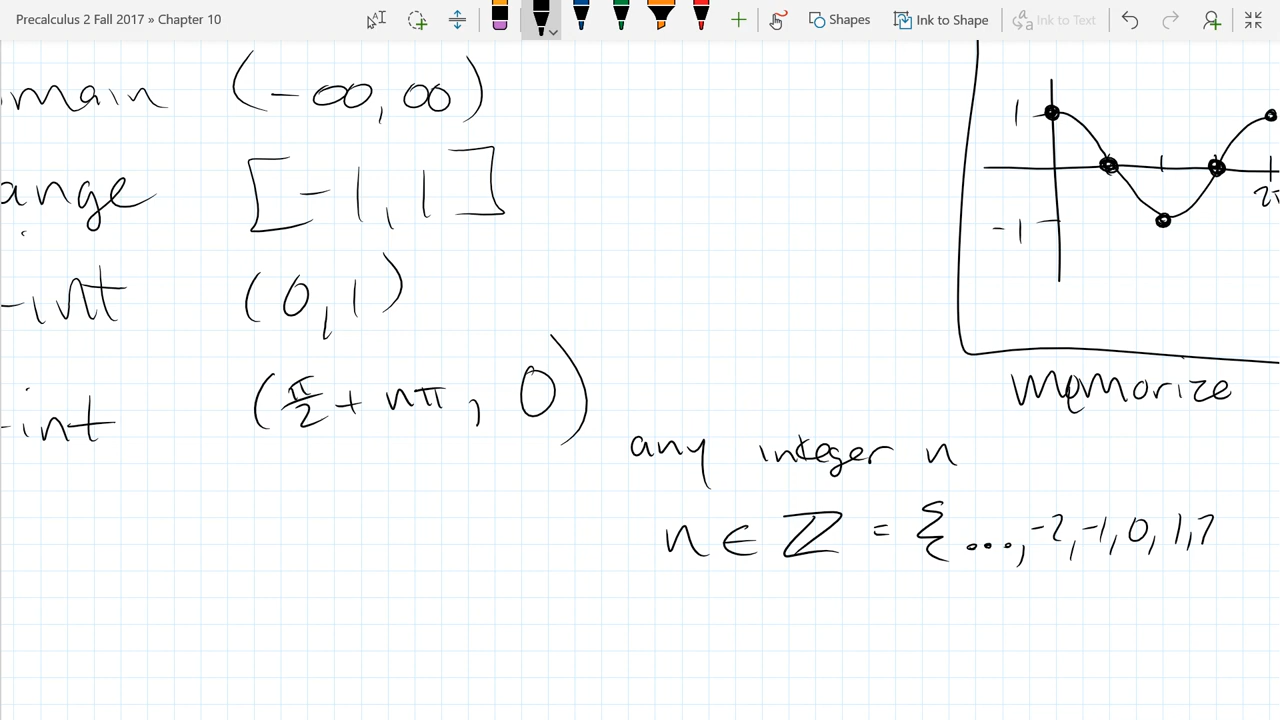 Precalculus 2 Fall 2017 » Chapter 10
Shapes
Ink to Shape
Ink to Text
main (-∞, ∞)
ange [-1, 1]
-int (0, 1)
-int (π/2 + nπ, 0)
any integer n
n ∈ ℤ = { ..., -2, -1, 0, 1, 2
1
-1
2π
memorize